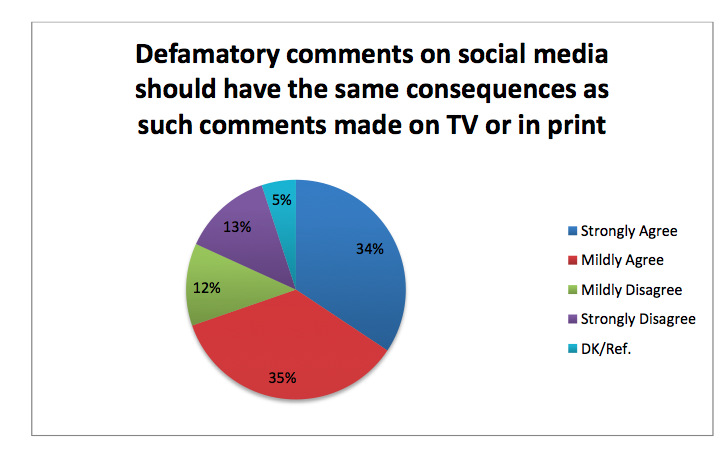 Defamatory comments on social media
should have the same consequences as
such comments made on TV or in print
5%
13%
34%
12%
35%
Strongly Agree
Mildly Agree
Mildly Disagree
Strongly Disagree
DK/Ref.